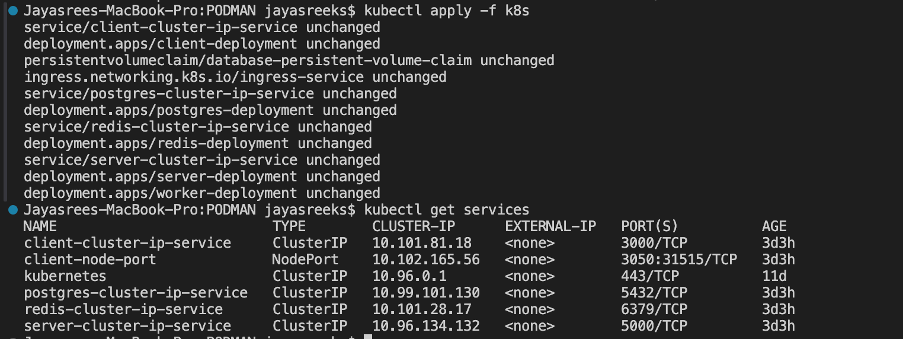 Jayasrees-MacBook-Pro:PODMAN jayasreeks$ kubectl apply -f k8s
service/client-cluster-ip-service unchanged
deployment.apps/client-deployment unchanged
persistentvolumeclaim/database-persistent-volume-claim unchanged
ingress.networking.k8s.io/ingress-service unchanged
service/postgres-cluster-ip-service unchanged
deployment.apps/postgres-deployment unchanged
service/redis-cluster-ip-service unchanged
deployment.apps/redis-deployment unchanged
service/server-cluster-ip-service unchanged
deployment.apps/server-deployment unchanged
deployment.apps/worker-deployment unchanged
Jayasrees-MacBook-Pro:PODMAN jayasreeks$ kubectl get services
NAME TYPE CLUSTER-IP EXTERNAL-IP PORT(S) AGE
client-cluster-ip-service ClusterIP 10.101.81.18 <none> 3000/TCP 3d3h
client-node-port NodePort 10.102.165.56 <none> 3050:31515/TCP 3d3h
kubernetes ClusterIP 10.96.0.1 <none> 443/TCP 11d
postgres-cluster-ip-service ClusterIP 10.99.101.130 <none> 5432/TCP 3d3h
redis-cluster-ip-service ClusterIP 10.101.28.17 <none> 6379/TCP 3d3h
server-cluster-ip-service ClusterIP 10.96.134.132 <none> 5000/TCP 3d3h
Jayasrees-MacBook-Pro:PODMAN jayasreeks$